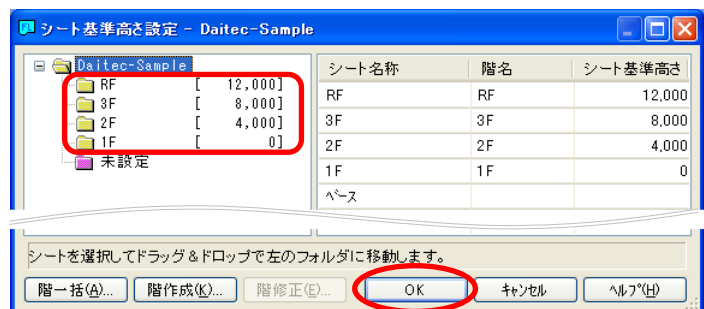 シート基準高さ設定 - Daitec-Sample
Daitec-Sample
RF [ 12,000]
3F [ 8,000]
2F [ 4,000]
1F [ 0]
未設定
シート名称 階名 シート基準高さ
RF RF 12,000
3F 3F 8,000
2F 2F 4,000
1F 1F 0
ﾍﾞｰｽ
シートを選択してドラッグ&ドロップで左のフォルダに移動します。
階一括(A)... 階作成(K)... 階修正(E)... OK ｷｬﾝｾﾙ ﾍﾙﾌﾟ(H)